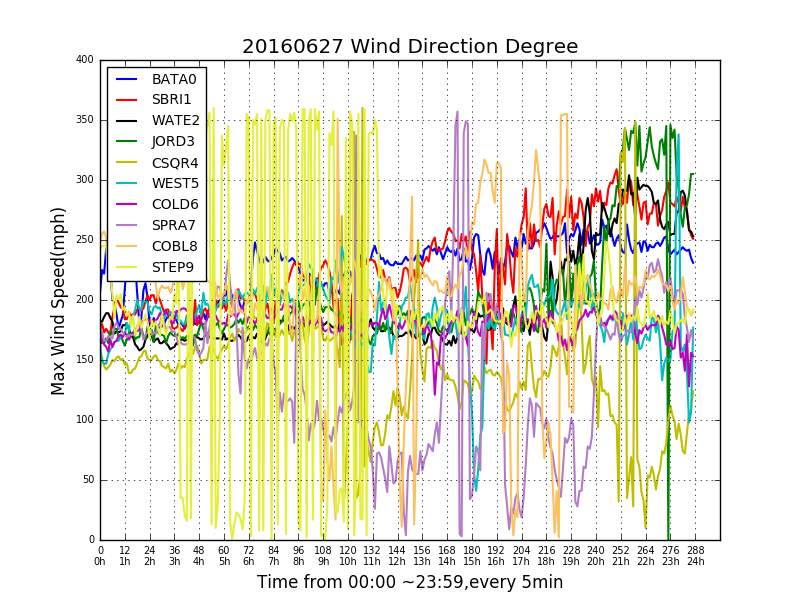 20160627 Wind Direction Degree
400
350
300
250
200
150
100
50
0
Max Wind Speed(mph)
BATA0
SBRI1
WATE2
JORD3
CSQR4
WEST5
COLD6
SPRA7
COBL8
STEP9
0 12 24 36 48 60 72 84 96 108 120 132 144 156 168 180 192 204 216 228 240 252 264 276 288
0h 1h 2h 3h 4h 5h 6h 7h 8h 9h 10h 11h 12h 13h 14h 15h 16h 17h 18h 19h 20h 21h 22h 23h 24h
Time from 00:00 ~23:59,every 5min